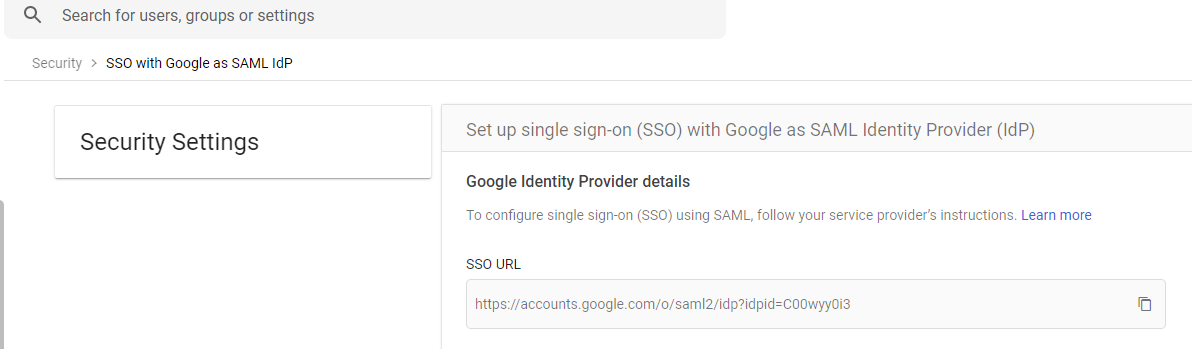 Search for users, groups or settings
Security > SSO with Google as SAML IdP
Security Settings
Set up single sign-on (SSO) with Google as SAML Identity Provider (IdP)
Google Identity Provider details
To configure single sign-on (SSO) using SAML, follow your service provider's instructions. Learn more
SSO URL
https://accounts.google.com/o/saml2/idp?idpid=C00wyy0i3